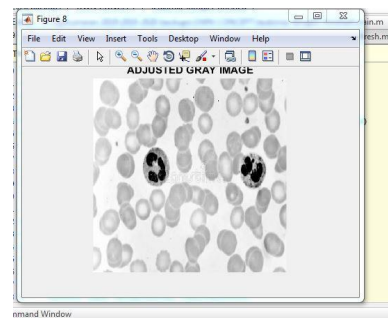 Figure 8
ain.m
File Edit View Insert Tools Desktop Window Help
resh.m
ADJUSTED GRAY IMAGE
mmand Window